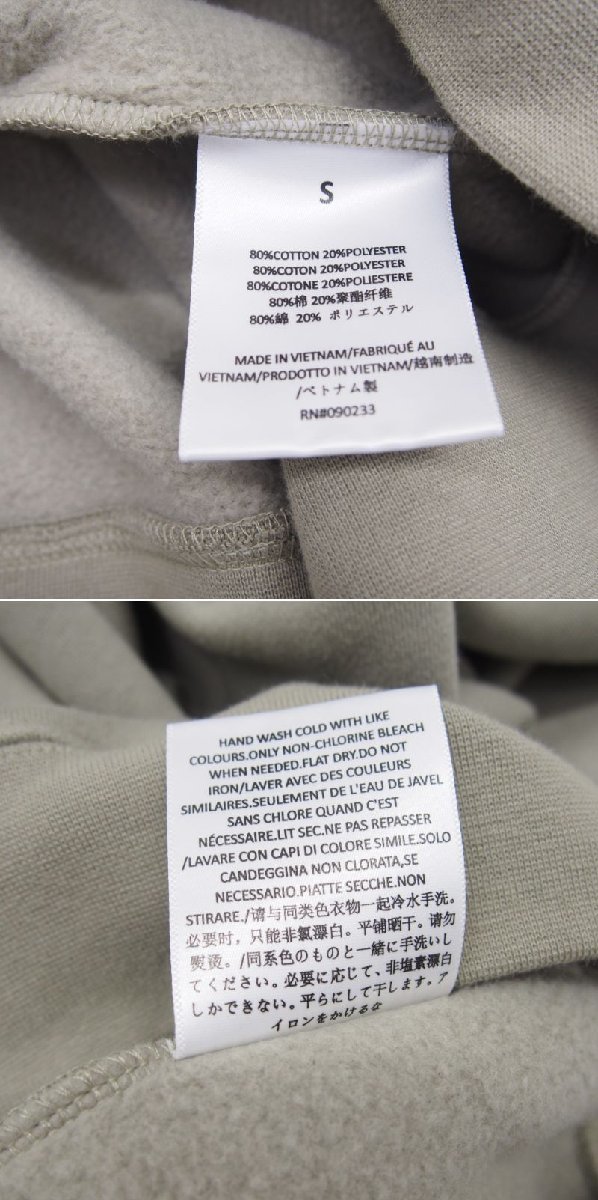 S
80%COTTON 20%POLYESTER
80%COTON 20%POLYESTER
80%COTONE 20%POLIESTERE
80%棉 20%聚酯纤维
80%綿 20% ポリエステル
MADE IN VIETNAM/FABRIQUÉ AU
VIETNAM/PRODOTTO IN VIETNAM/越南制造
/ベトナム製
RN#090233
HAND WASH COLD WITH LIKE
COLOURS.ONLY NON-CHLORINE BLEACH
WHEN NEEDED.FLAT DRY.DO NOT
IRON/LAVER AVEC DES COULEURS
SIMILAIRES.SEULEMENT DE L'EAU DE JAVEL
SANS CHLORE QUAND C'EST
NÉCESSAIRE.LIT SEC.NE PAS REPASSER
/LAVARE CON CAPI DI COLORE SIMILE.SOLO
CANDEGGINA NON CLORATA,SE
NECESSARIO.PIATTE SECCHE.NON
STIRARE./请与同类色衣物一起冷水手洗。
必要时，只能非氯漂白。平铺晒干。请勿
熨烫。/同系色のものと一緒に手洗いし
てください。必要に応じて、非塩素漂白
しかできない。平らにして干します。ア
イロンをかけるな